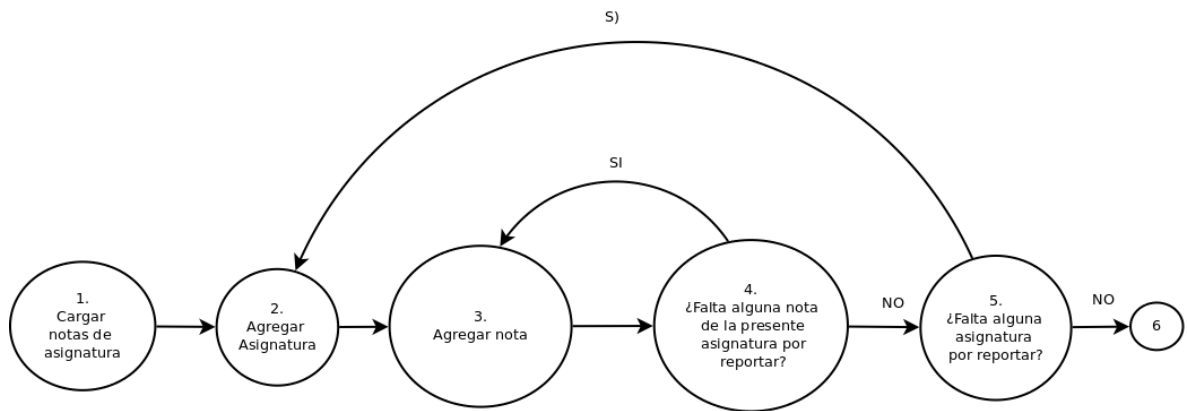 S)
SI
1.
Cargar
notas de
asignatura
2.
Agregar
Asignatura
3.
Agregar nota
4.
¿Falta alguna nota
de la presente
asignatura por
reportar?
NO
5.
¿Falta alguna
asignatura
por reportar?
NO
6